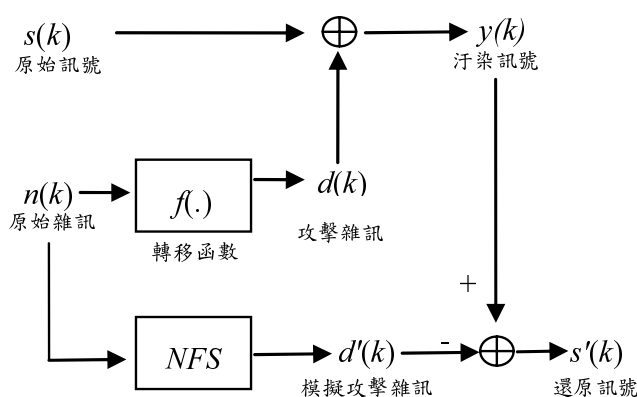 s(k)
原始訊號
y(k)
汙染訊號
n(k)
原始雜訊
f(.)
轉移函數
d(k)
攻擊雜訊
+
NFS
d'(k)
模擬攻擊雜訊
-
s'(k)
還原訊號